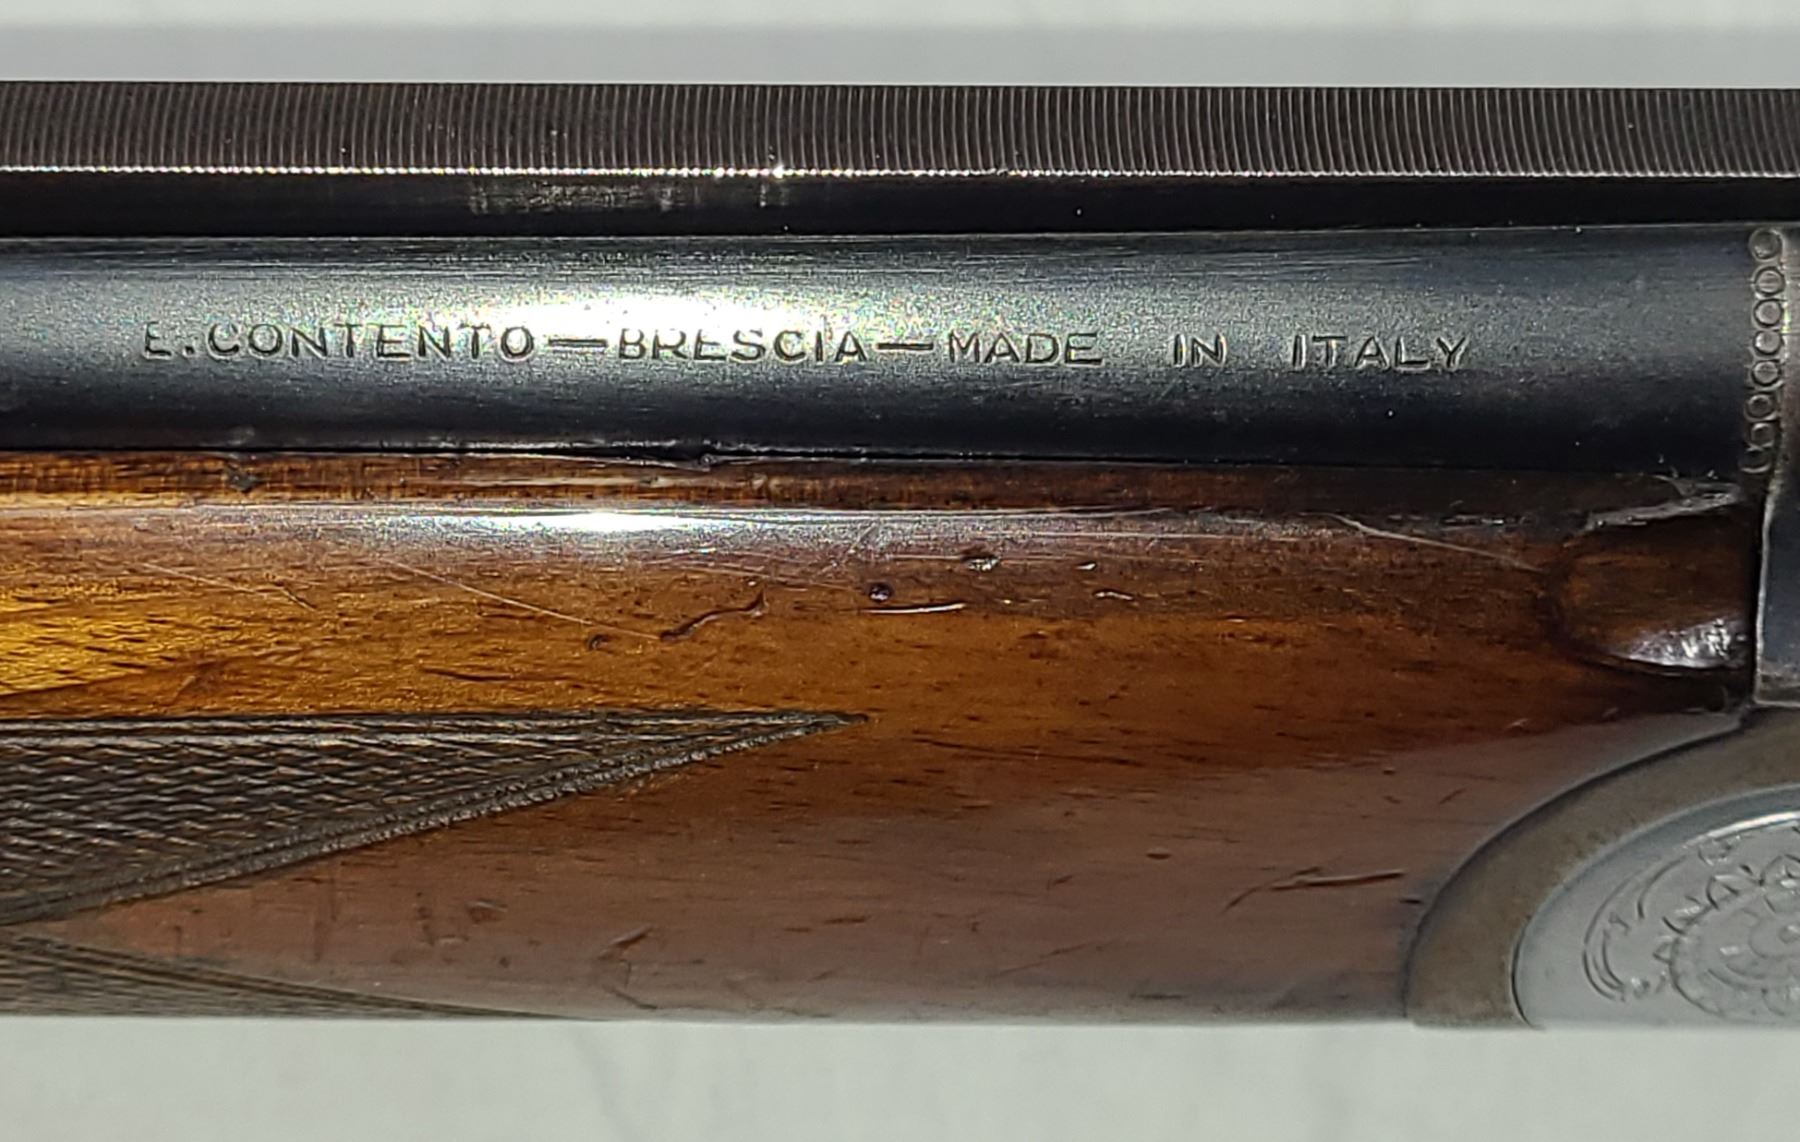 E. CONTENTO — BRESCIA — MADE IN ITALY